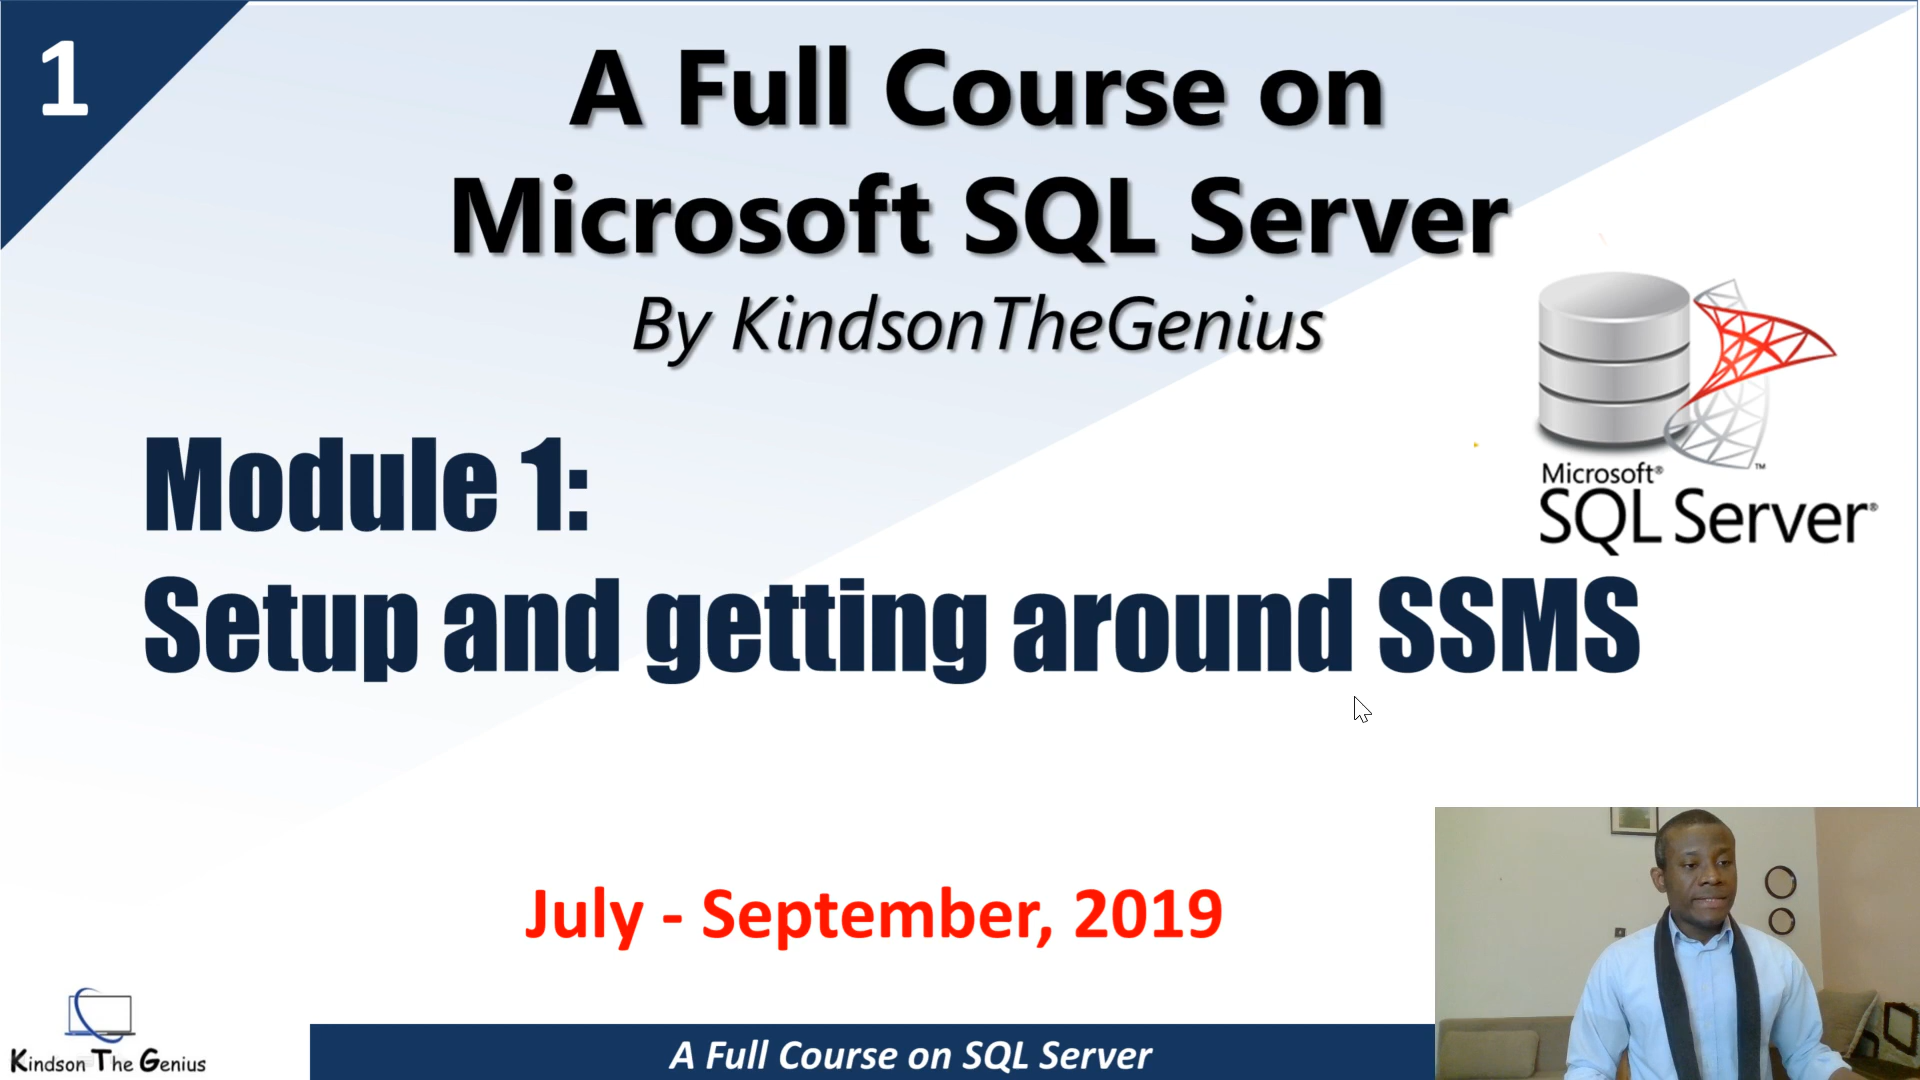 1
A Full Course on
Microsoft SQL Server
By KindsonTheGenius
Microsoft®
SQL Server®
™
Module 1:
Setup and getting around SSMS
July - September, 2019
Kindson The Genius
A Full Course on SQL Server